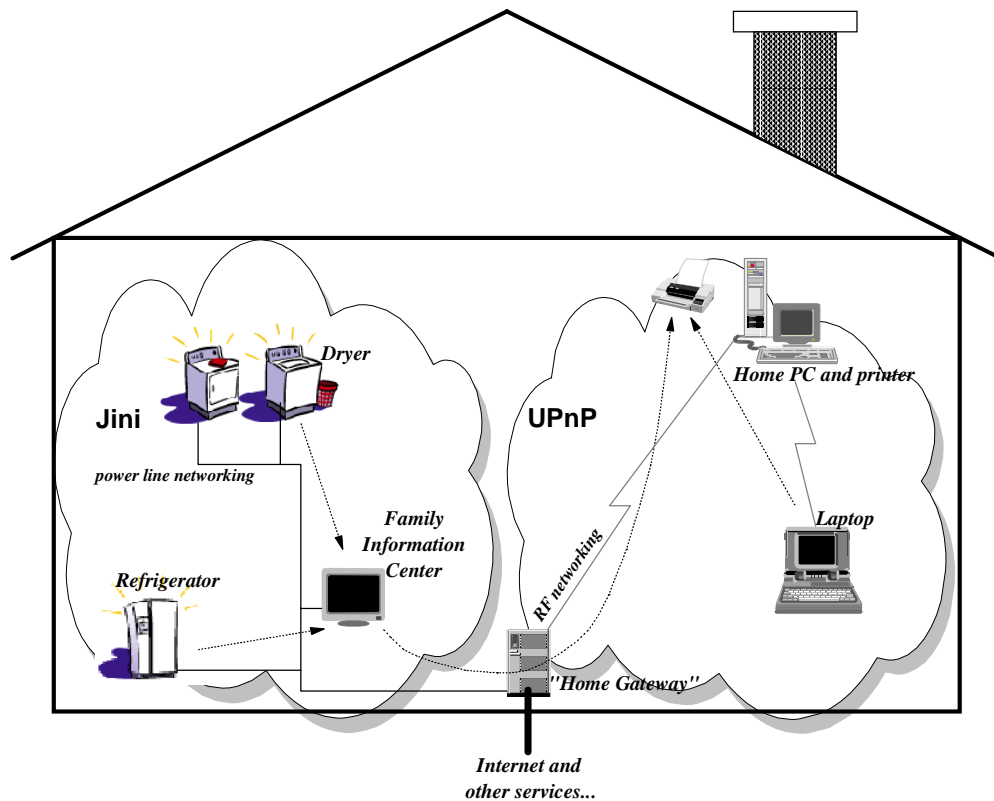 Dryer
Home PC and printer
Jini
UPnP
power line networking
Family
Information
Center
Laptop
RF networking
Refrigerator
"Home Gateway"
Internet and
other services...